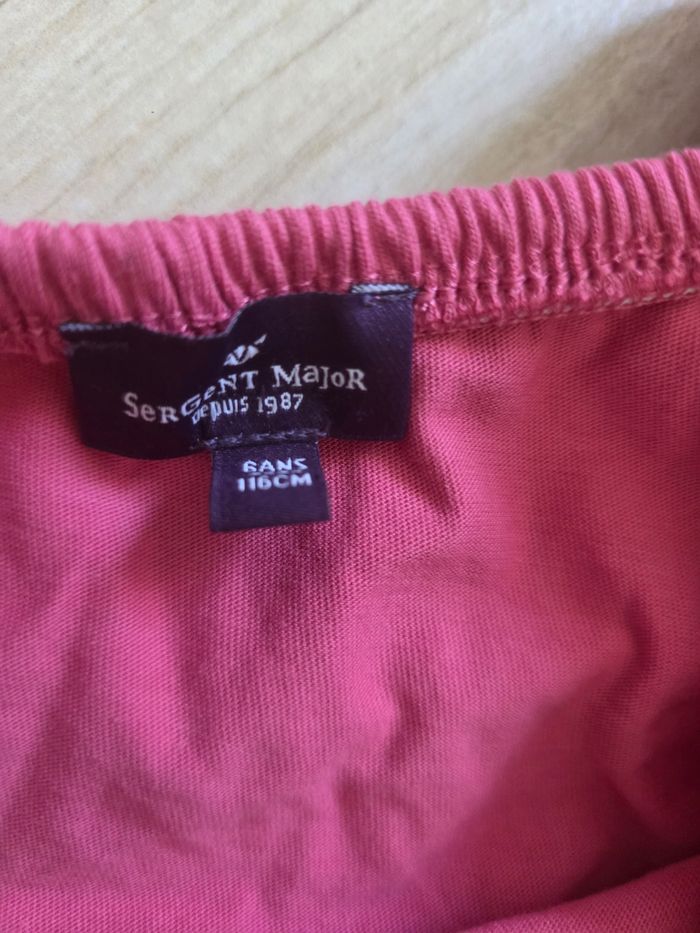 SerGeNT MaJoR
Depuis 1987
6ANS
116CM